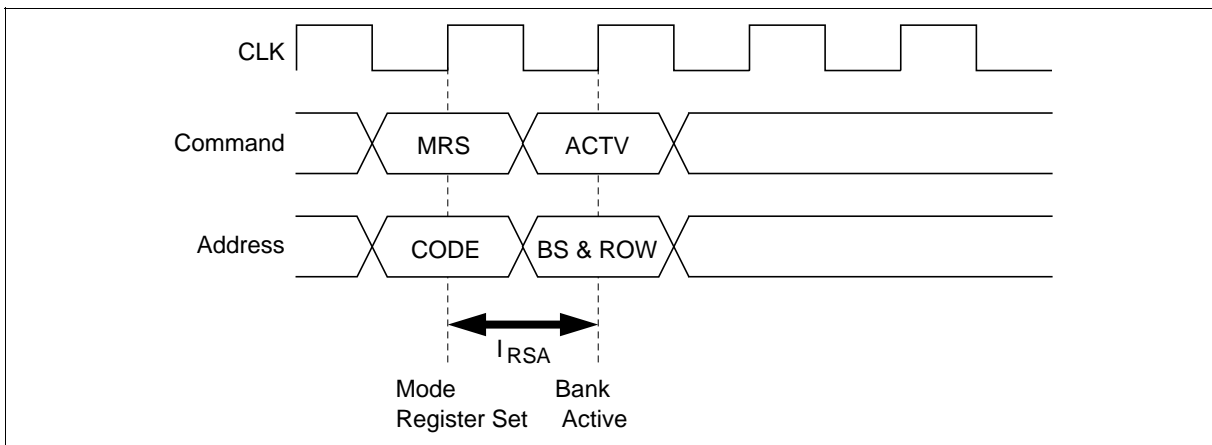 CLK
Command
MRS
ACTV
Address
CODE
BS & ROW
I RSA
Mode
Register Set
Bank
Active